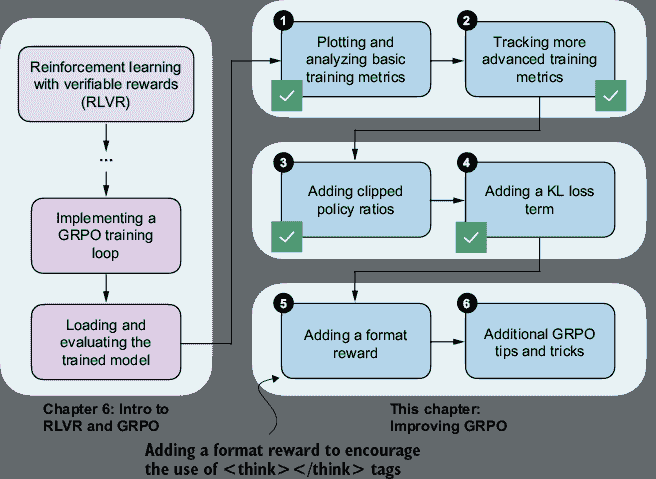 Reinforcement learning
with verifiable rewards
(RLVR)
...
Implementing a
GRPO training
loop
Loading and
evaluating the
trained model
Chapter 6: Intro to
RLVR and GRPO
1
Plotting and
analyzing basic
training metrics
2
Tracking more
advanced training
metrics
3
Adding clipped
policy ratios
4
Adding a KL loss
term
5
Adding a format
reward
6
Additional GRPO
tips and tricks
This chapter:
Improving GRPO
Adding a format reward to encourage
the use of <think></think> tags